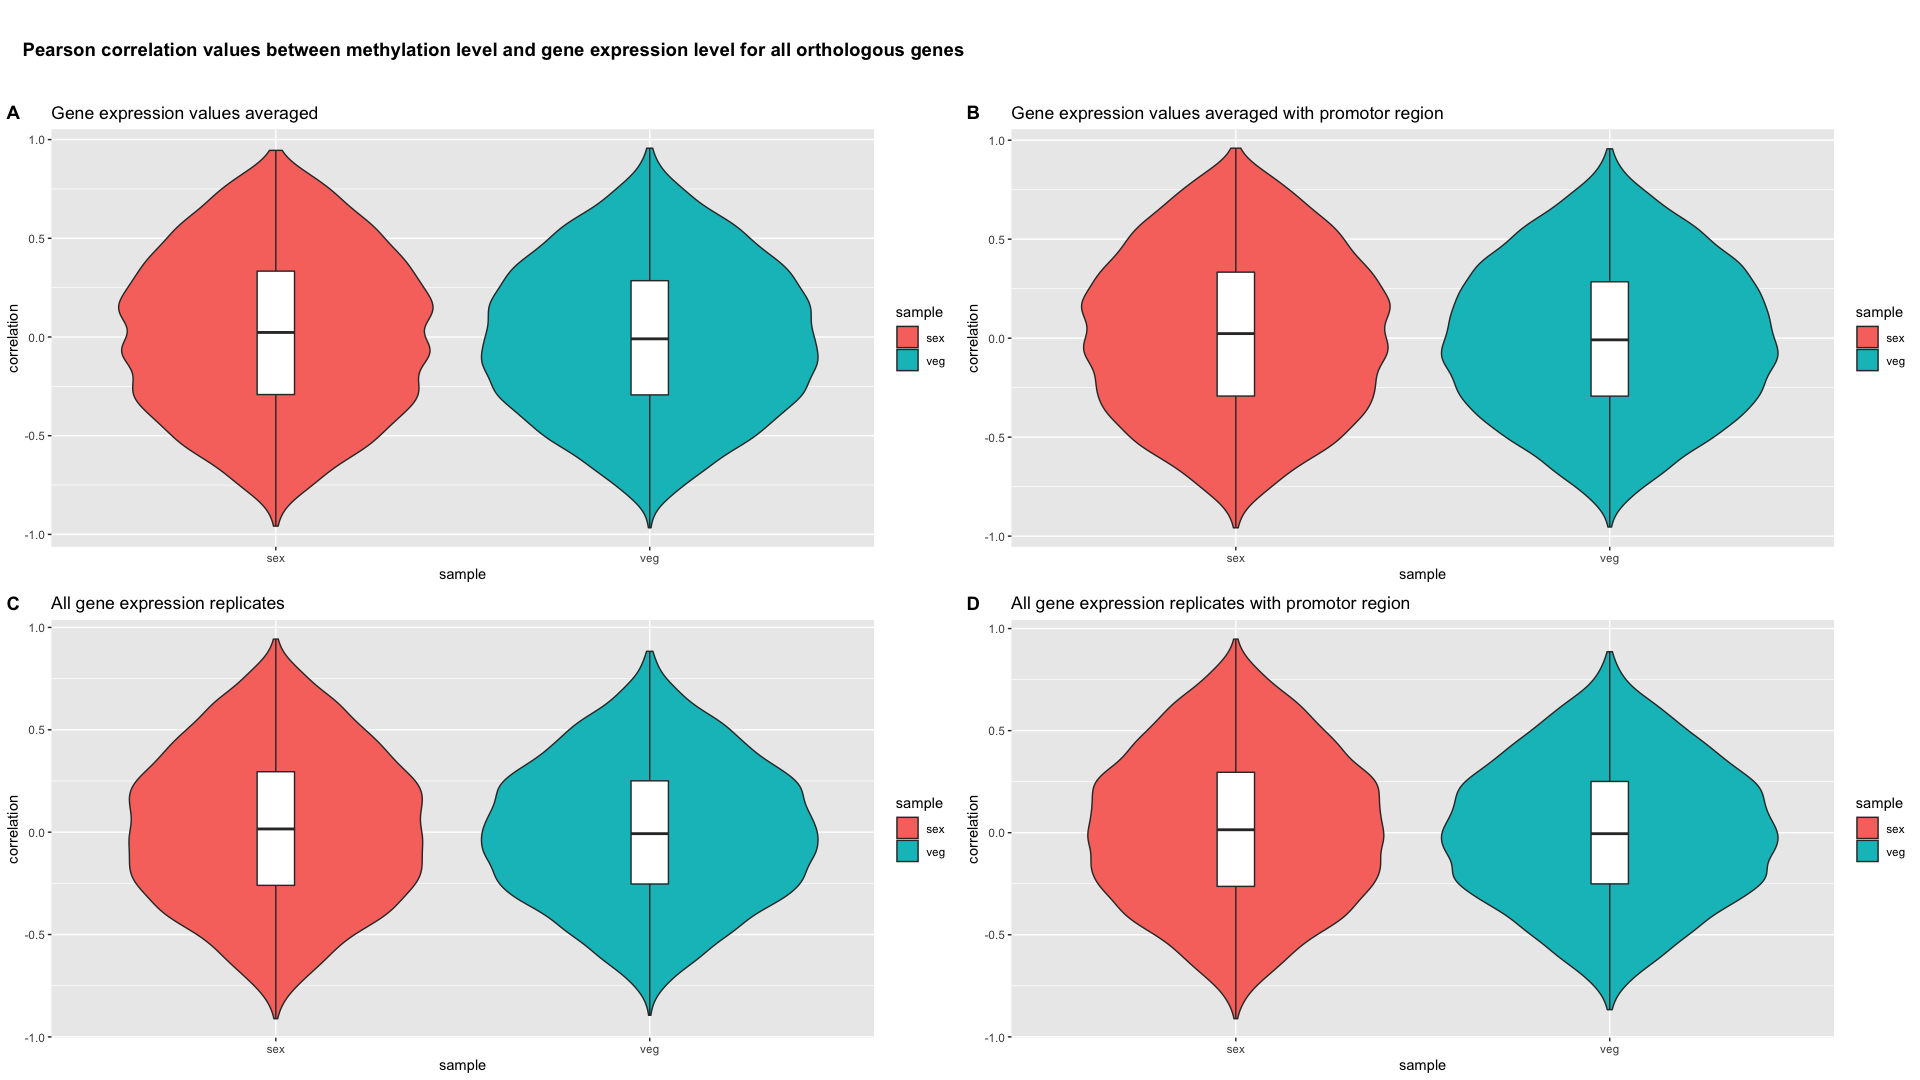 Pearson correlation values between methylation level and gene expression level for all orthologous genes
A
Gene expression values averaged
1.0
0.5
0.0
-0.5
-1.0
correlation
sex
veg
sample
sample
sex
veg
B
Gene expression values averaged with promotor region
1.0
0.5
0.0
-0.5
-1.0
correlation
sex
veg
sample
sample
sex
veg
C
All gene expression replicates
1.0
0.5
0.0
-0.5
-1.0
correlation
sex
veg
sample
sample
sex
veg
D
All gene expression replicates with promotor region
1.0
0.5
0.0
-0.5
-1.0
correlation
sex
veg
sample
sample
sex
veg